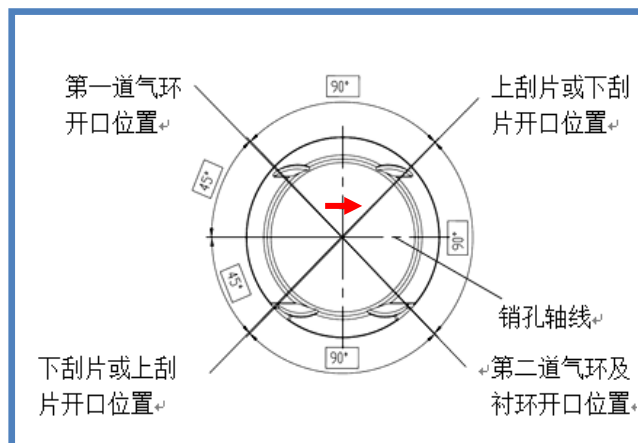 第一道气环
开口位置
90°
上刮片或下刮
片开口位置
45°
90°
45°
销孔轴线
下刮片或上刮
片开口位置
90°
第二道气环及
衬环开口位置